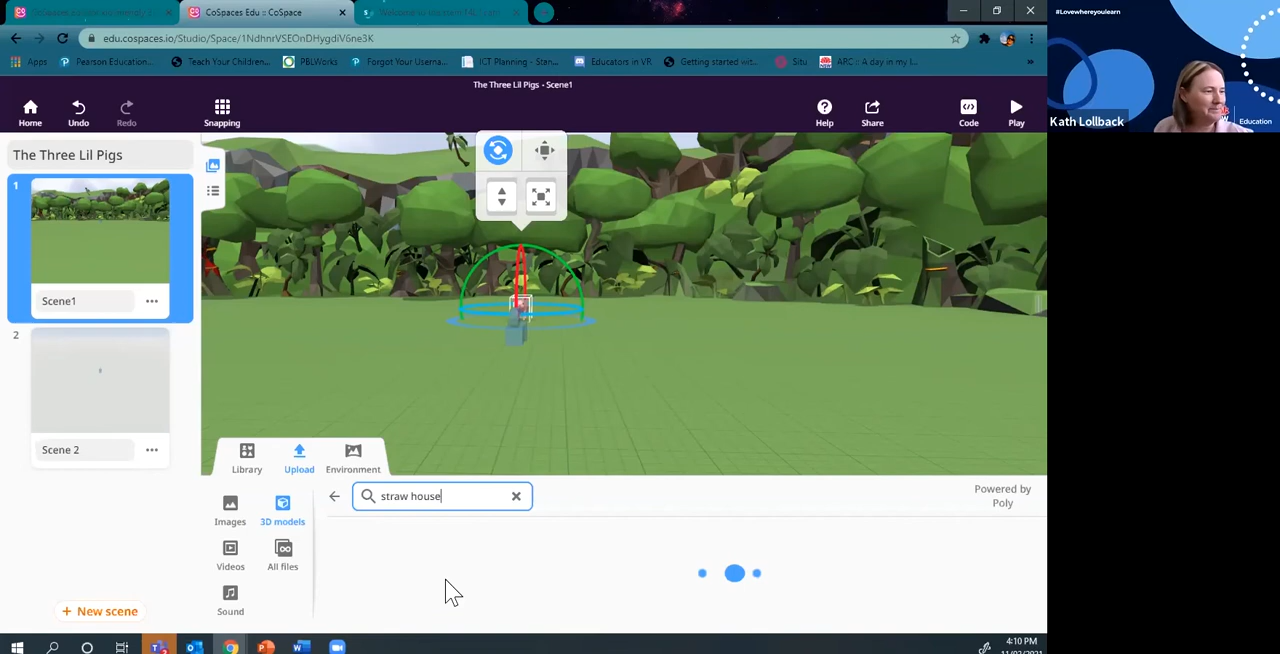 CoSpaces Edu :: CoSpace
edu.cospaces.io/Studio/Space/1NdhnrVSEOnDHygdiV6ne3K
Apps
Pearson Education...
Teach Your Children...
PBLWorks
Forgot Your Userna...
ICT Planning - Stan...
Educators in VR
Getting started wit...
Situ
ARC :: A day in my l...
»
The Three Lil Pigs - Scene1
Home
Undo
Redo
Snapping
Help
Share
Code
Play
#Lovewhereyoulearn
Kath Lollback
Education
The Three Lil Pigs
1
Scene1
2
Scene 2
+ New scene
Library
Upload
Environment
straw house
Powered by
Poly
Images
3D models
Videos
All files
Sound
4:10 PM